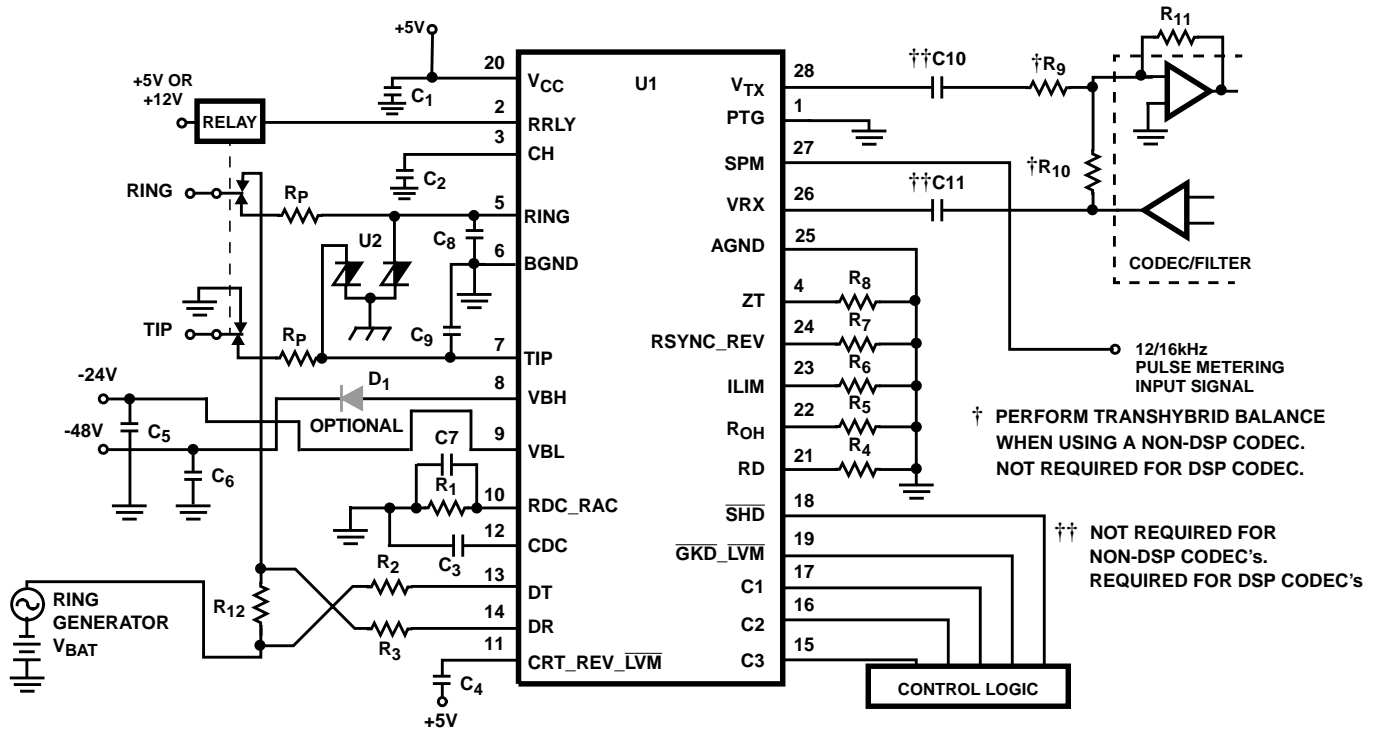 +5V
+5V OR
+12V
RELAY
C1
20
VCC
2
RRLY
3
CH
C2
RING
RP
5
RING
U2
C8
6
BGND
TIP
RP
C9
7
TIP
-24V
D1
8
VBH
OPTIONAL
-48V
C5
9
VBL
C6
C7
R1
10
RDC_RAC
12
CDC
C3
R2
13
DT
R12
14
DR
R3
11
CRT_REV_LVM
C4
+5V
RING
GENERATOR
VBAT
U1
VTX
28
††C10
†R9
R11
PTG
1
SPM
27
†R10
VRX
26
††C11
AGND
25
CODEC/FILTER
ZT
4
R8
RSYNC_REV
24
R7
ILIM
23
R6
ROH
22
R5
RD
21
R4
SHD
18
GKD_LVM
19
C1
17
C2
16
C3
15
CONTROL LOGIC
12/16kHz
PULSE METERING
INPUT SIGNAL
† PERFORM TRANSHYBRID BALANCE
WHEN USING A NON-DSP CODEC.
NOT REQUIRED FOR DSP CODEC.
†† NOT REQUIRED FOR
NON-DSP CODEC's.
REQUIRED FOR DSP CODEC's